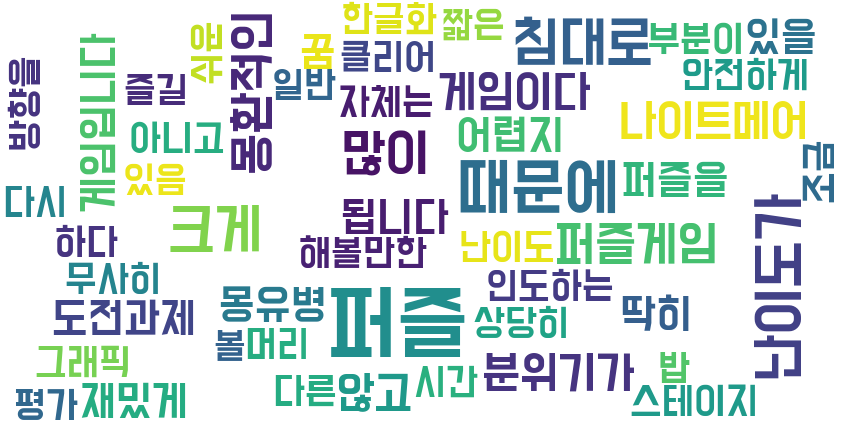 한글화
짧은
침대로
부분이
있을
쉬운
꿈
클리어
몽환적인
게임입니다
방향을
즐길
일반
자체는
게임이다
안전하게
나이트메어
아니고
많이
어렵지
있음
때문에
퍼즐을
금조
다시
크게
됩니다
난이도가
하다
해볼만한
난이도
퍼즐게임
무사히
인도하는
도전과제
몽유병
퍼즐
상당히
딱히
볼
머리
그래픽
분위기가
밥
평가
재밌게
다른
않고
시간
스테이지